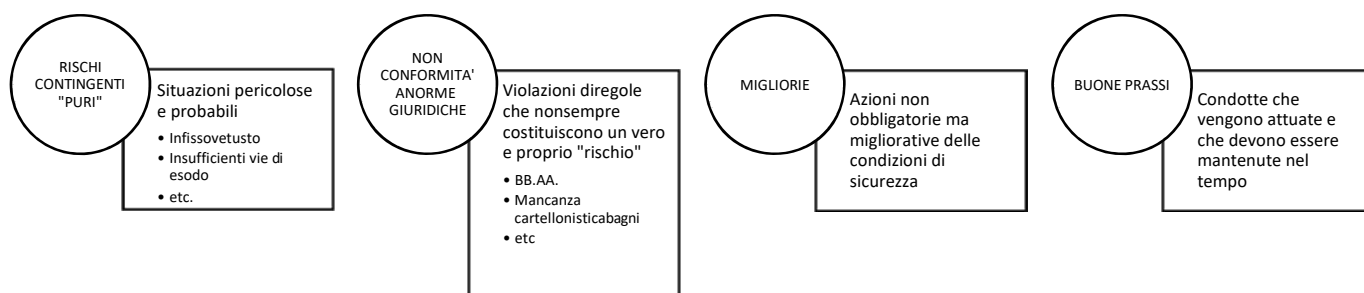 RISCHI
CONTINGENTI
"PURI"
Situazioni pericolose
e probabili
• Infissovetusto
• Insufficienti vie di
esodo
• etc.
NON
CONFORMITA'
ANORME
GIURIDICHE
Violazioni diregole
che nonsempre
costituiscono un vero
e proprio "rischio"
• BB.AA.
• Mancanza
cartellonisticabagni
• etc
MIGLIORIE
Azioni non
obbligatorie ma
migliorative delle
condizioni di
sicurezza
BUONE PRASSI
Condotte che
vengono attuate e
che devono essere
mantenute nel
tempo